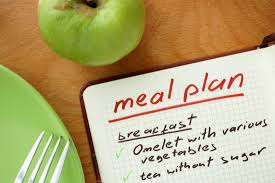 meal plan
breakfast
Omelet with various
vegetables
tea without sugar